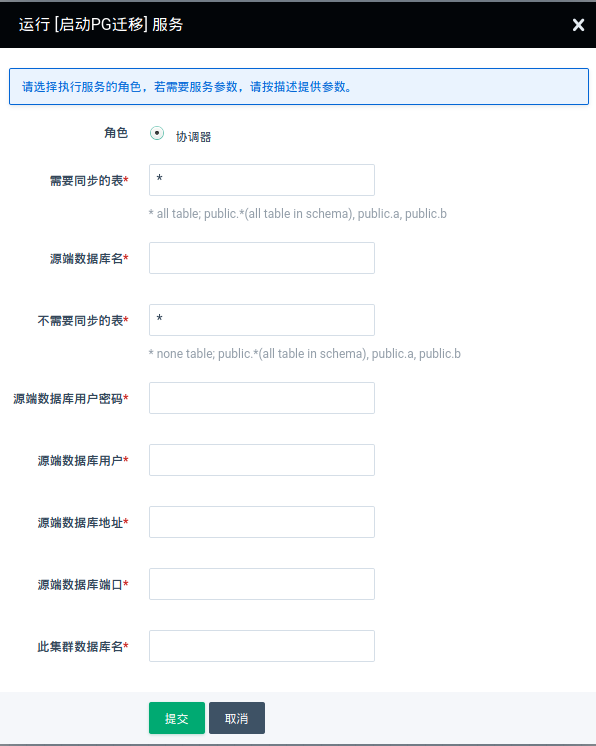 运行 [启动PG迁移] 服务
请选择执行服务的角色，若需要服务参数，请按描述提供参数。
角色 协调器
需要同步的表* *
* all table; public.*(all table in schema), public.a, public.b
源端数据库名*
不需要同步的表* *
* none table; public.*(all table in schema), public.a, public.b
源端数据库用户密码*
源端数据库用户*
源端数据库地址*
源端数据库端口*
此集群数据库名*
提交 取消